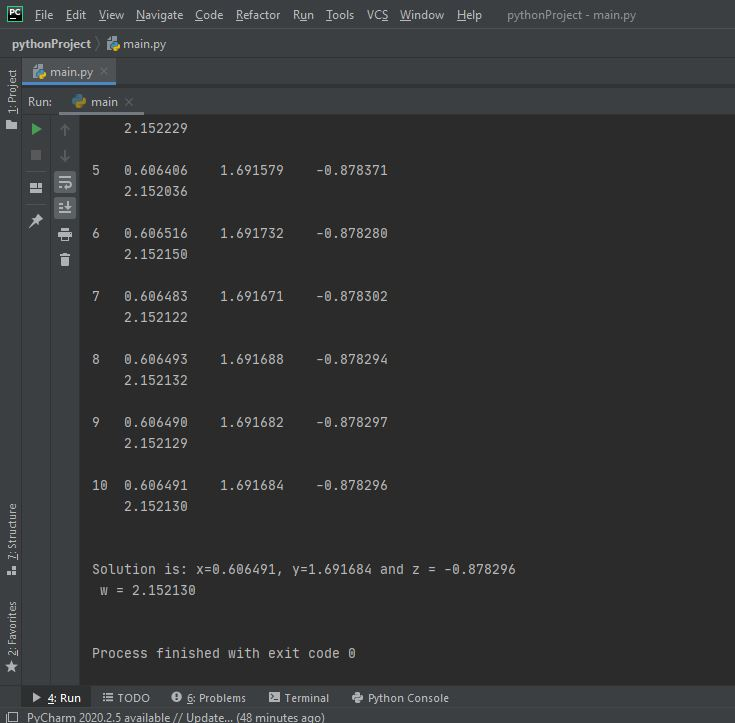 PC File Edit View Navigate Code Refactor Run Tools VCS Window Help pythonProject - main.py
pythonProject main.py
main.py
1: Project
Run: main
2.152229
5 0.606406 1.691579 -0.878371
2.152036
6 0.606516 1.691732 -0.878280
2.152150
7 0.606483 1.691671 -0.878302
2.152122
8 0.606493 1.691688 -0.878294
2.152132
9 0.606490 1.691682 -0.878297
2.152129
10 0.606491 1.691684 -0.878296
2.152130
Solution is: x=0.606491, y=1.691684 and z = -0.878296
w = 2.152130
Process finished with exit code 0
7: Structure
2: Favorites
4: Run TODO 6: Problems Terminal Python Console
PyCharm 2020.2.5 available // Update... (48 minutes ago)